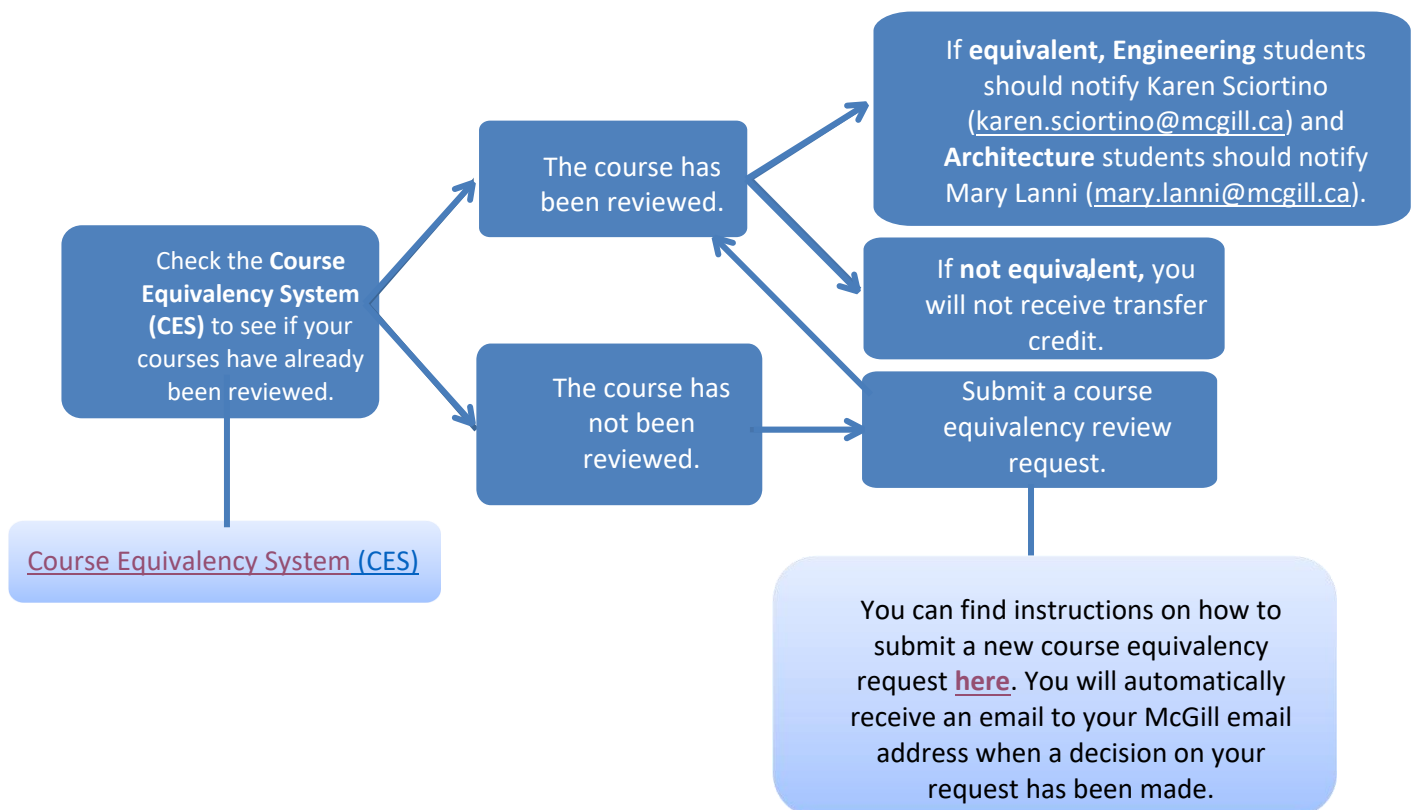 If equivalent, Engineering students
should notify Karen Sciortino
(karen.sciortino@mcgill.ca) and
Architecture students should notify
Mary Lanni (mary.lanni@mcgill.ca).
The course has
been reviewed.
Check the Course
Equivalency System
(CES) to see if your
courses have already
been reviewed.
If not equivalent, you
will not receive transfer
credit.
The course has
not been
reviewed.
Submit a course
equivalency review
request.
Course Equivalency System (CES)
You can find instructions on how to
submit a new course equivalency
request here. You will automatically
receive an email to your McGill email
address when a decision on your
request has been made.